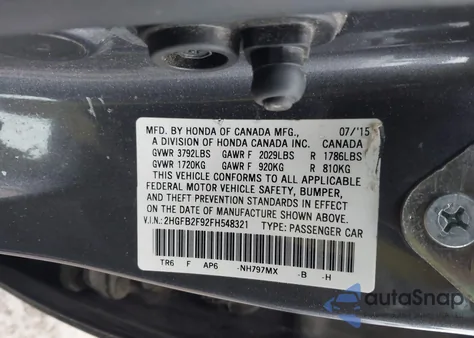 MFD. BY HONDA OF CANADA MFG., 07/'15
A DIVISION OF HONDA CANADA INC. CANADA
GVWR 3792LBS GAWR F 2029LBS R 1786LBS
GVWR 1720KG GAWR F 920KG R 810KG
THIS VEHICLE CONFORMS TO ALL APPLICABLE
FEDERAL MOTOR VEHICLE SAFETY, BUMPER,
AND THEFT PREVENTION STANDARDS IN EFFECT
ON THE DATE OF MANUFACTURE SHOWN ABOVE.
V.I.N.: 2HGFB2F92FH548321 TYPE: PASSENGER CAR
TR6 F AP6 -NH797MX -B -H
autoSnap